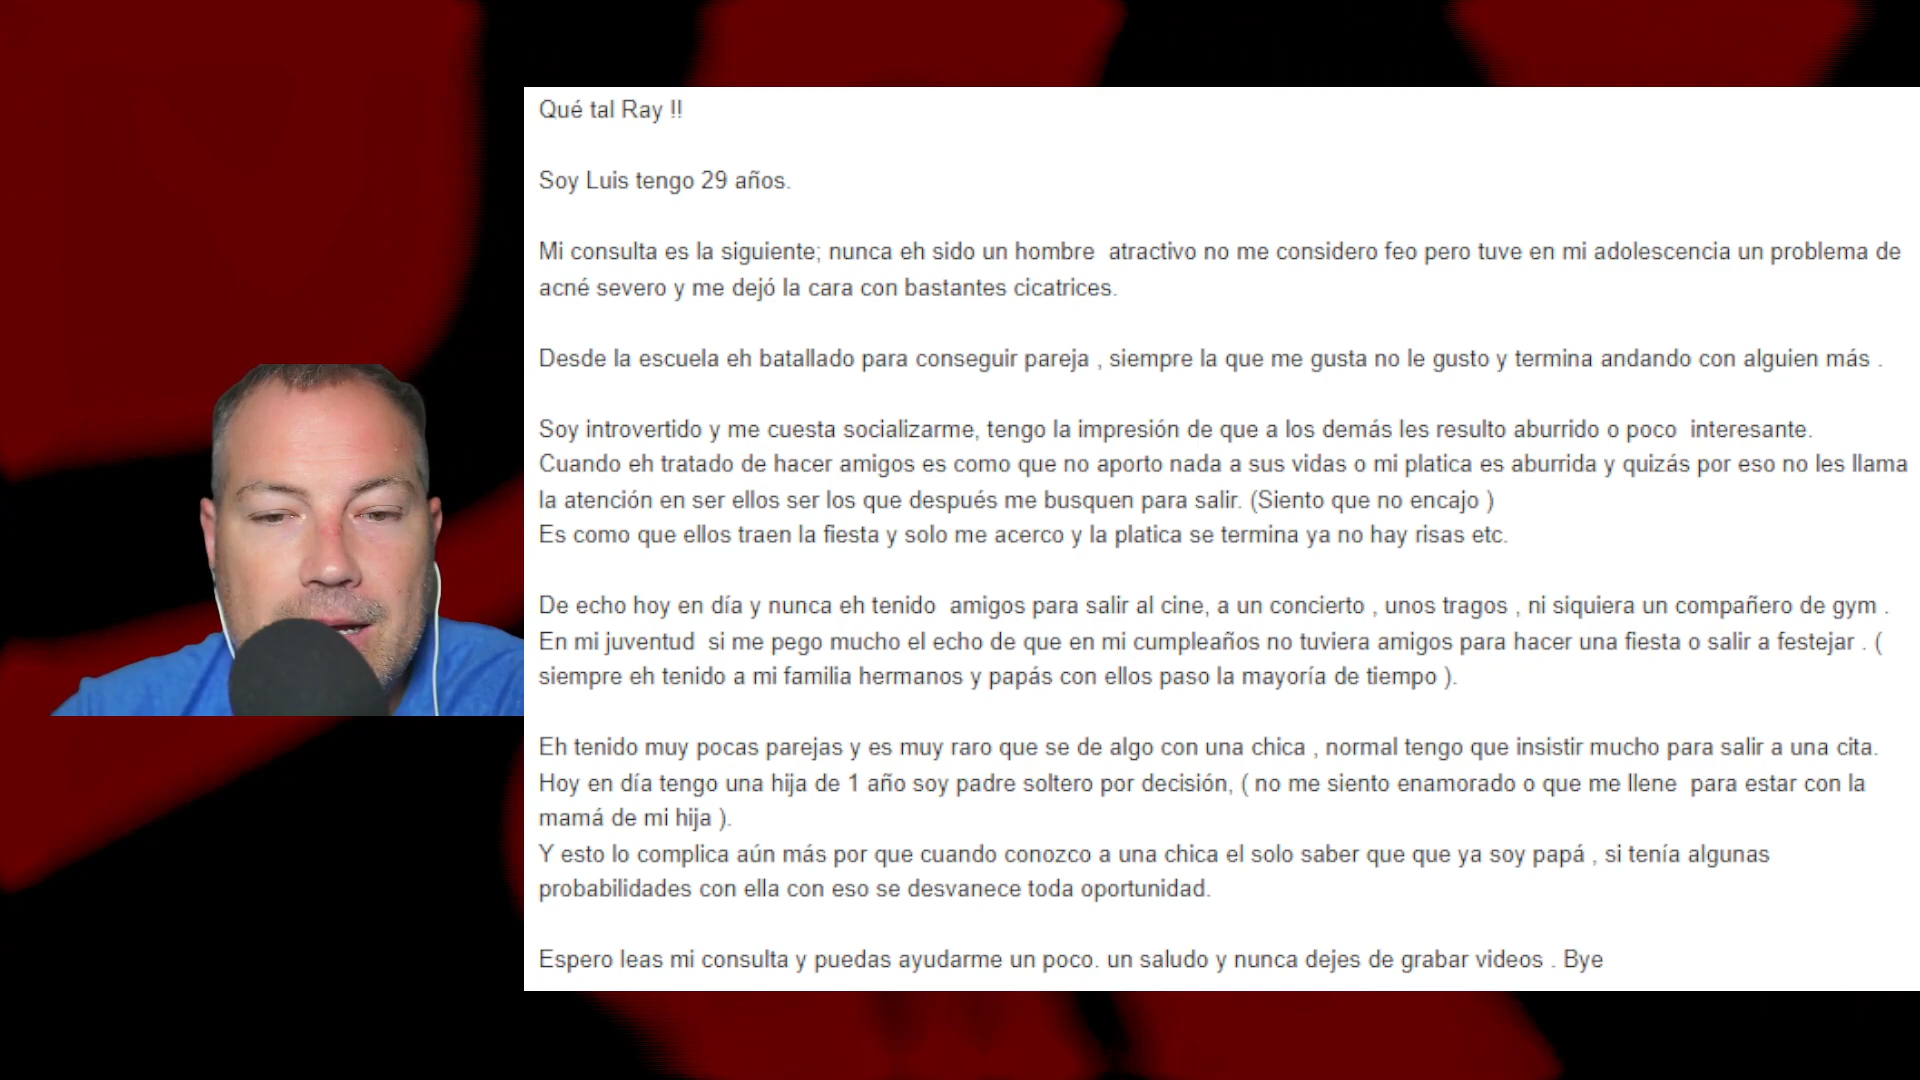 Qué tal Ray !!
Soy Luis tengo 29 años.
Mi consulta es la siguiente; nunca eh sido un hombre  atractivo no me considero feo pero tuve en mi adolescencia un problema de
acné severo y me dejó la cara con bastantes cicatrices.
Desde la escuela eh batallado para conseguir pareja , siempre la que me gusta no le gusto y termina andando con alguien más .
Soy introvertido y me cuesta socializarme, tengo la impresión de que a los demás les resulto aburrido o poco  interesante.
Cuando eh tratado de hacer amigos es como que no aporto nada a sus vidas o mi platica es aburrida y quizás por eso no les llama
la atención en ser ellos ser los que después me busquen para salir. (Siento que no encajo )
Es como que ellos traen la fiesta y solo me acerco y la platica se termina ya no hay risas etc.
De echo hoy en día y nunca eh tenido  amigos para salir al cine, a un concierto , unos tragos , ni siquiera un compañero de gym .
En mi juventud  si me pego mucho el echo de que en mi cumpleaños no tuviera amigos para hacer una fiesta o salir a festejar . (
siempre eh tenido a mi familia hermanos y papás con ellos paso la mayoría de tiempo ).
Eh tenido muy pocas parejas y es muy raro que se de algo con una chica , normal tengo que insistir mucho para salir a una cita.
Hoy en día tengo una hija de 1 año soy padre soltero por decisión, ( no me siento enamorado o que me llene  para estar con la
mamá de mi hija ).
Y esto lo complica aún más por que cuando conozco a una chica el solo saber que que ya soy papá , si tenía algunas
probabilidades con ella con eso se desvanece toda oportunidad.
Espero leas mi consulta y puedas ayudarme un poco. un saludo y nunca dejes de grabar videos . Bye